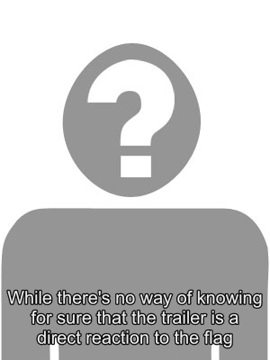 ?
While there's no way of knowing
for sure that the trailer is a
direct reaction to the flag